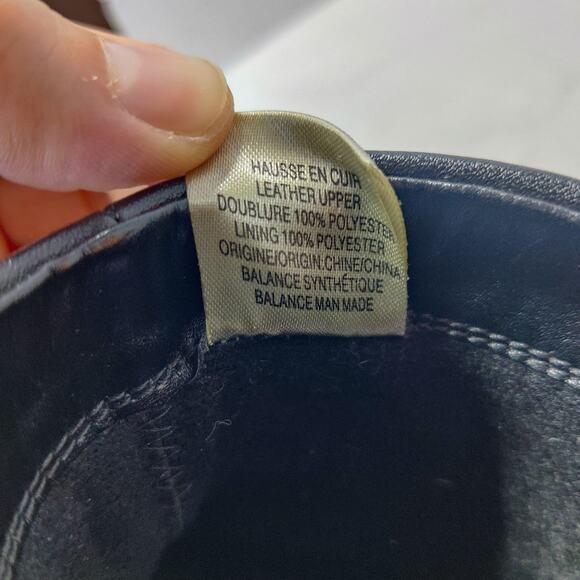 HAUSSE EN CUIR
LEATHER UPPER
DOUBLURE 100% POLYESTER
LINING 100% POLYESTER
ORIGINE/ORIGIN:CHINE/CHINA
BALANCE SYNTHÉTIQUE
BALANCE MAN MADE